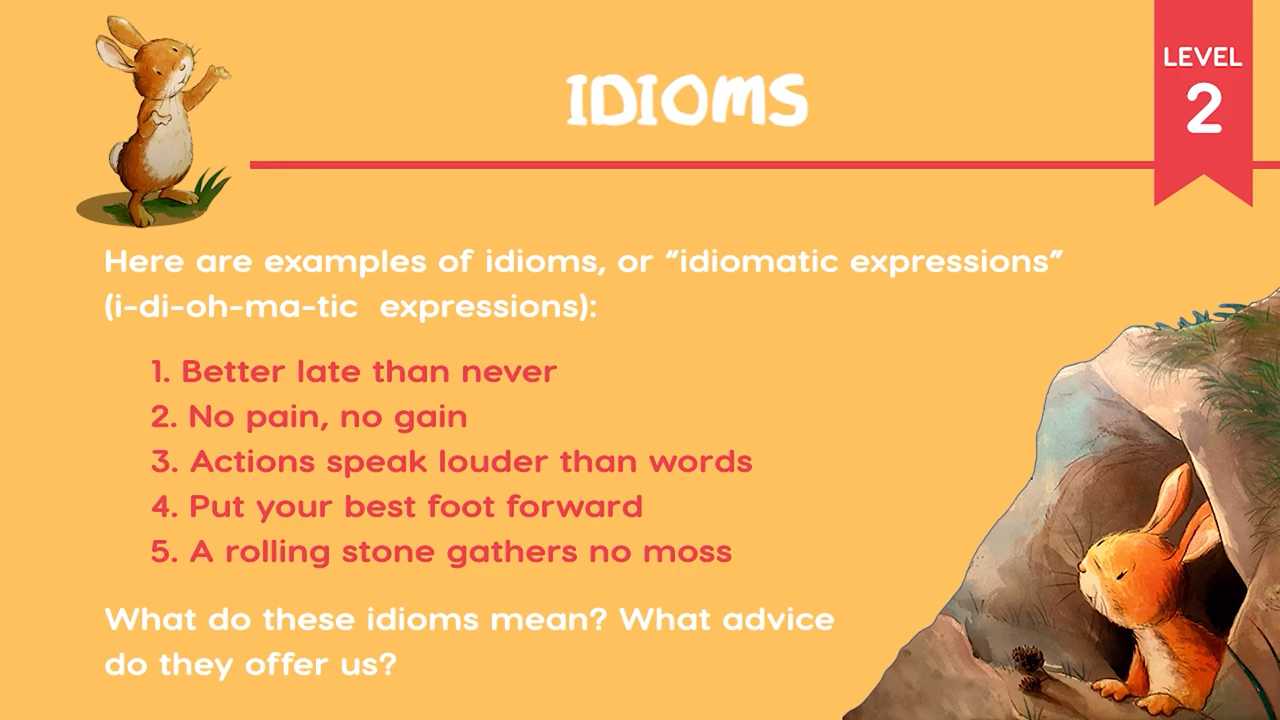 IDIOMS
LEVEL
2
Here are examples of idioms, or “idiomatic expressions”
(i-di-oh-ma-tic  expressions):
1. Better late than never
2. No pain, no gain
3. Actions speak louder than words
4. Put your best foot forward
5. A rolling stone gathers no moss
What do these idioms mean? What advice
do they offer us?